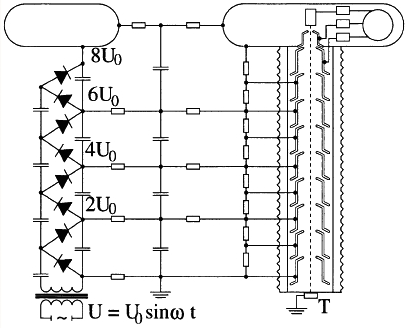 8U₀
6U₀
4U₀
2U₀
T
~ U = U₀ sinω t